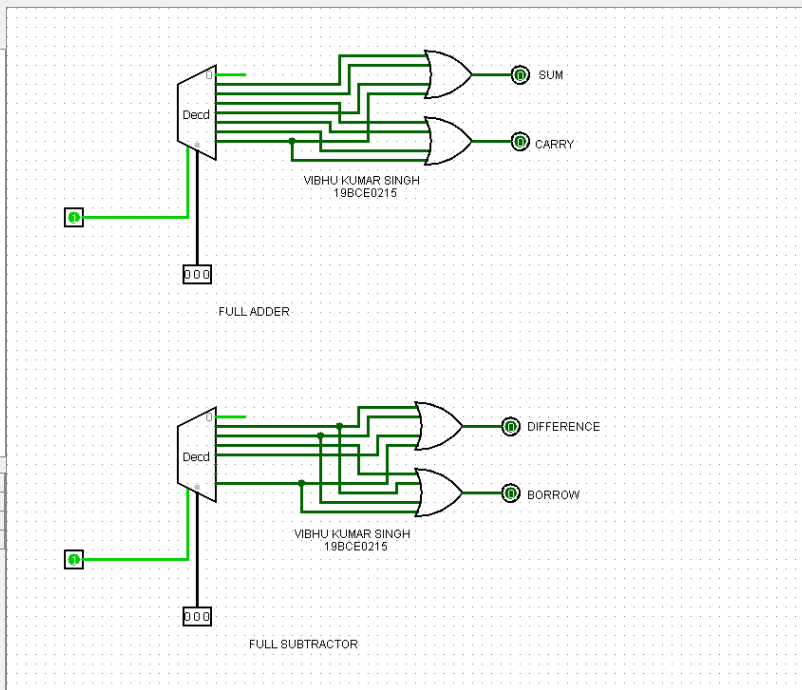 0
SUM
Decd
CARRY
VIBHU KUMAR SINGH
19BCE0215
1
000
FULL ADDER
0
DIFFERENCE
Decd
BORROW
VIBHU KUMAR SINGH
19BCE0215
1
000
FULL SUBTRACTOR